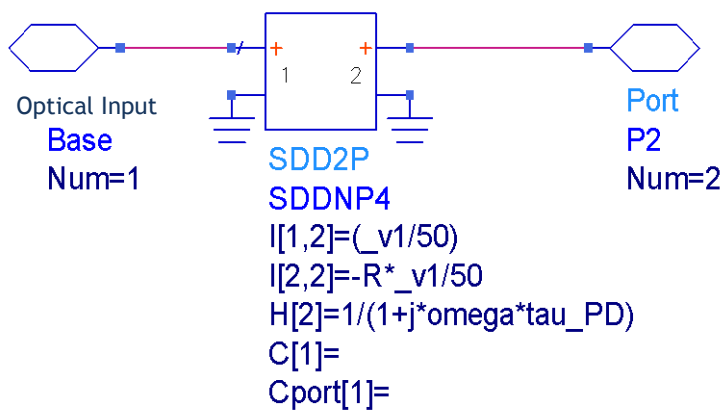 + +
1 2
Optical Input
Base
Num=1
Port
P2
Num=2
SDD2P
SDDNP4
I[1,2]=(_v1/50)
I[2,2]=-R*_v1/50
H[2]=1/(1+j*omega*tau_PD)
C[1]=
Cport[1]=